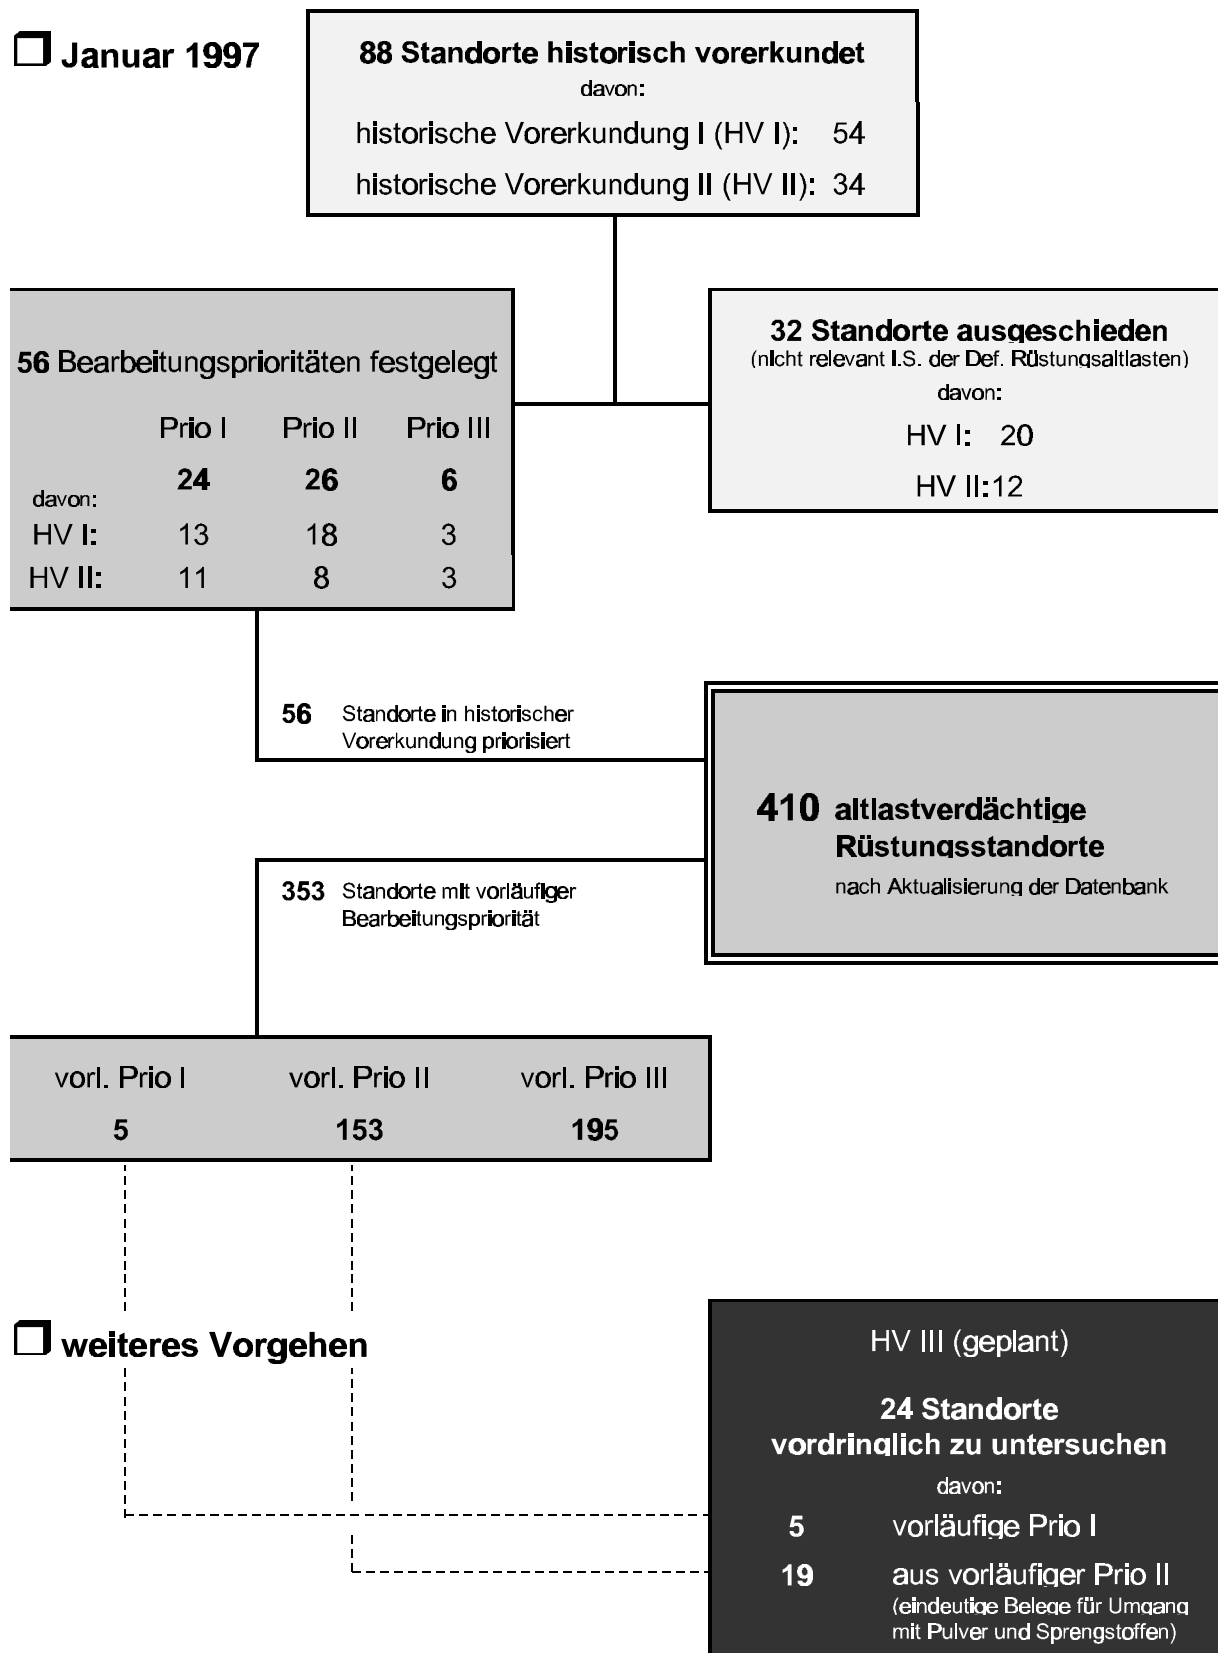 Januar 1997
88 Standorte historisch vorerkundet
davon:
historische Vorerkundung I (HV I): 54
historische Vorerkundung II (HV II): 34
56 Bearbeitungsprioritäten festgelegt
Prio I Prio II Prio III
24 26 6
davon:
HV I: 13 18 3
HV II: 11 8 3
32 Standorte ausgeschieden
(nicht relevant I.S. der Def. Rüstungsaltlasten)
davon:
HV I: 20
HV II:12
56 Standorte in historischer
Vorerkundung priorisiert
410 altlastverdächtige
Rüstungsstandorte
nach Aktualisierung der Datenbank
353 Standorte mit vorläufiger
Bearbeitungspriorität
vorl. Prio I vorl. Prio II vorl. Prio III
5 153 195
weiteres Vorgehen
HV III (geplant)
24 Standorte
vordringlich zu untersuchen
davon:
5 vorläufige Prio I
19 aus vorläufiger Prio II
(eindeutige Belege für Umgang
mit Pulver und Sprengstoffen)